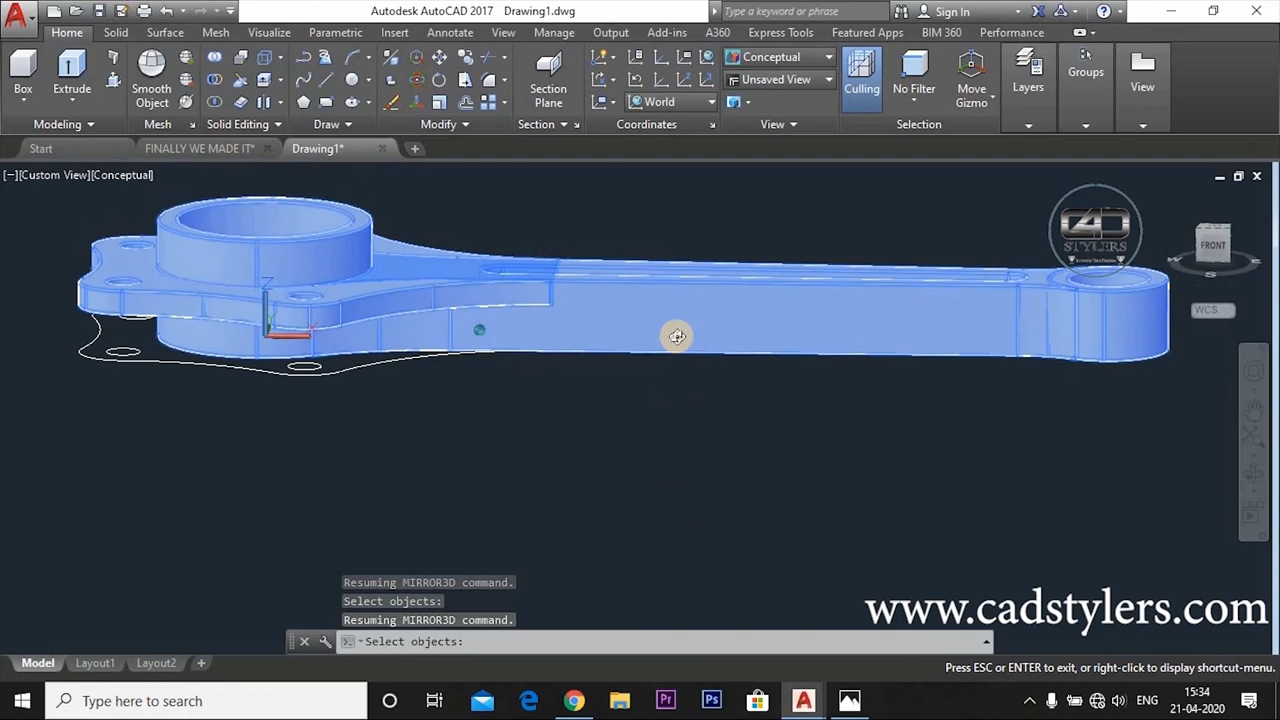 Autodesk AutoCAD 2017 Drawing1.dwg
Type a keyword or phrase
Sign In
Home Solid Surface Mesh Visualize Parametric Insert Annotate View Manage Output Add-ins A360 Express Tools Featured Apps BIM 360 Performance
Box Extrude Smooth Object Section Plane Culling No Filter Move Gizmo Layers Groups View
Conceptual
Unsaved View
World
Modeling Mesh Solid Editing Draw Modify Section Coordinates View Selection
Start FINALLY WE MADE IT* Drawing1*
[−][Custom View][Conceptual]
CAD
STYLERS
FRONT
W S E
WCS
Z
Y X
Resuming MIRROR3D command.
Select objects:
Resuming MIRROR3D command.
Select objects:
www.cadstylers.com
Model Layout1 Layout2
Press ESC or ENTER to exit, or right-click to display shortcut-menu.
Type here to search
Pr Ps
ENG
15:34
21-04-2020